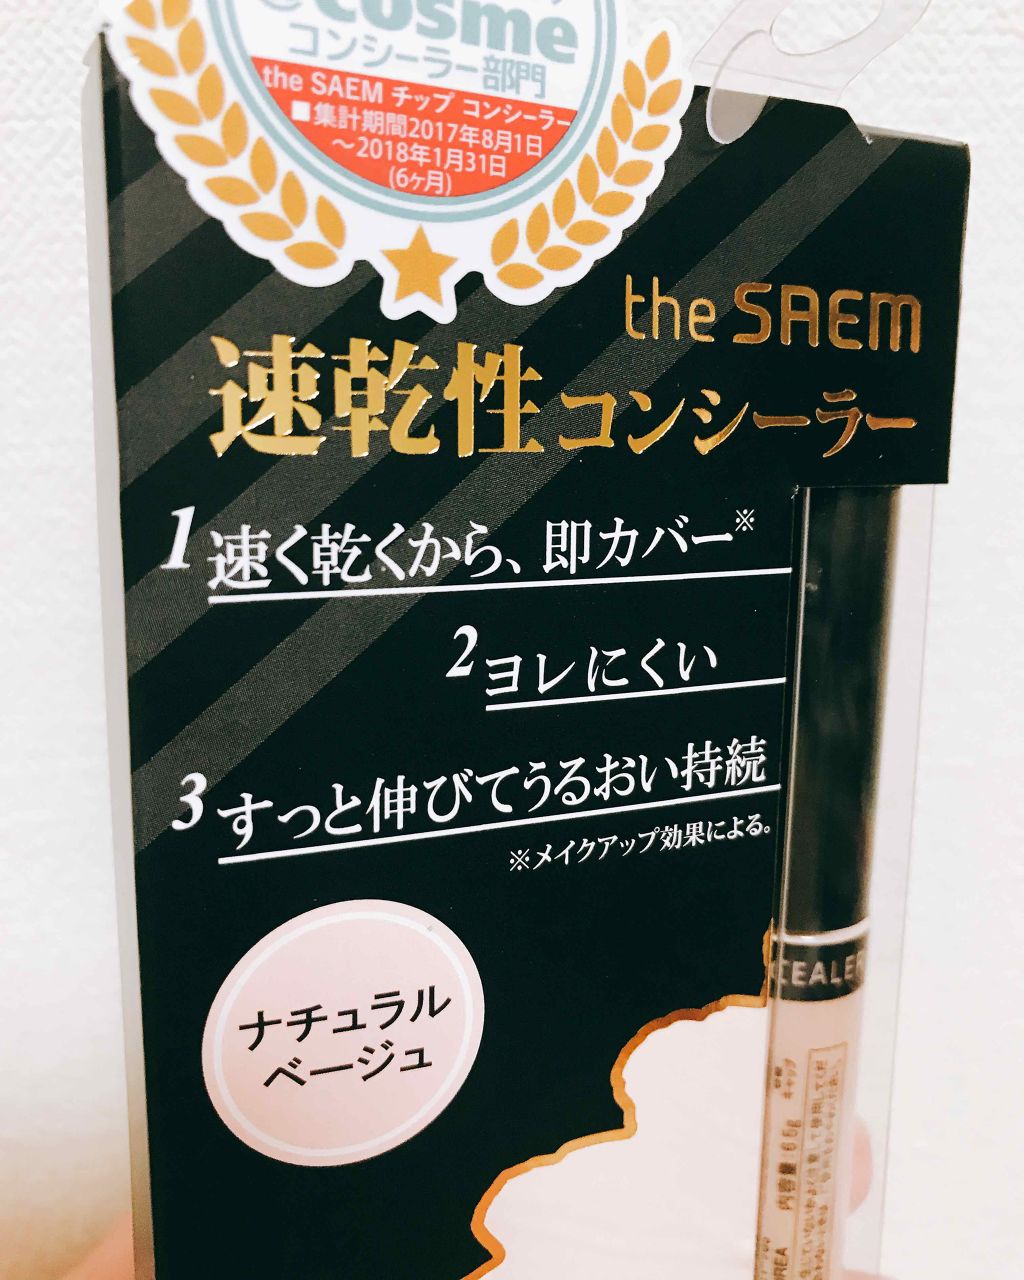 cosme
コンシーラー部門
the SAEM チップ コンシーラー
■集計期間2017年8月1日
～2018年1月31日
(6ヶ月)
the SAEM
速乾性コンシーラー
1 速く乾くから、即カバー※
2 ヨレにくい
3 すっと伸びてうるおい持続
※メイクアップ効果による。
ナチュラル
ベージュ
CEALER
内容量:6.5g